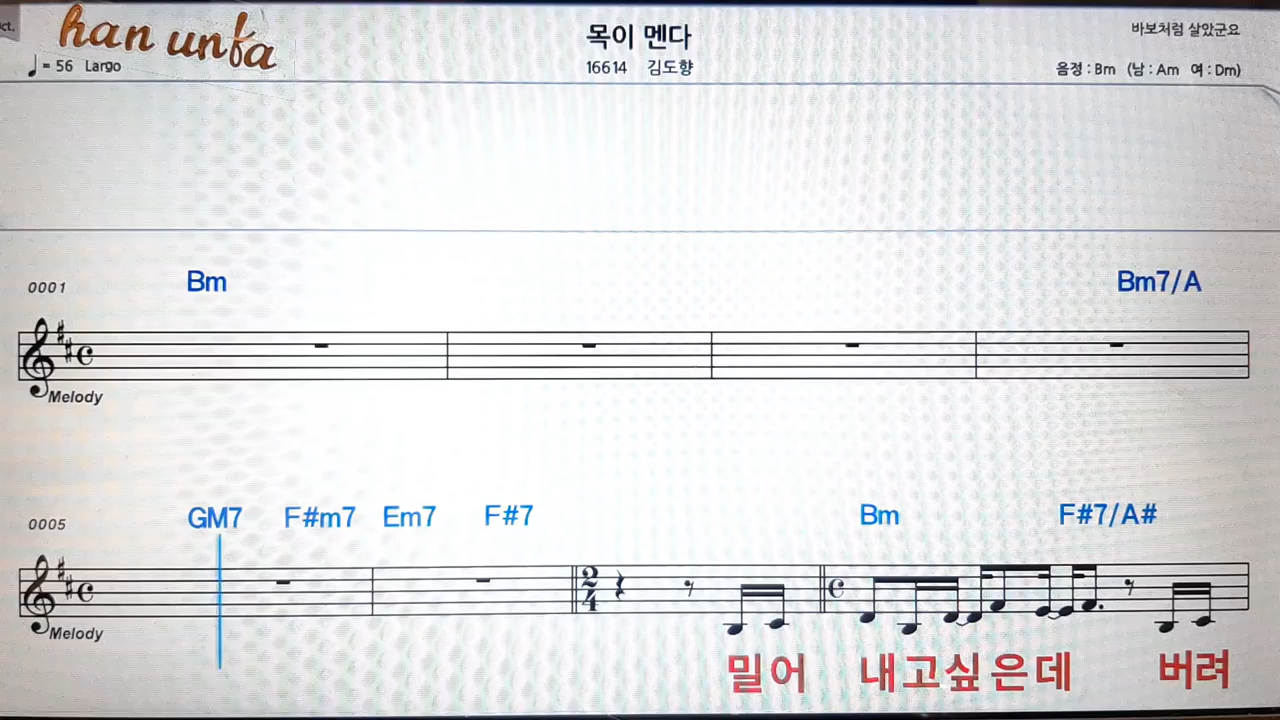 ct.
han unfa
목이 멘다
바보처럼 살았군요
♩ = 56 Largo
16614 김도향
음정 : Bm (남 : Am 여 : Dm)
0001 Bm Bm7/A
Melody
0005 GM7 F#m7 Em7 F#7 Bm F#7/A#
2
4
Melody
밀어 내고싶은데 버려